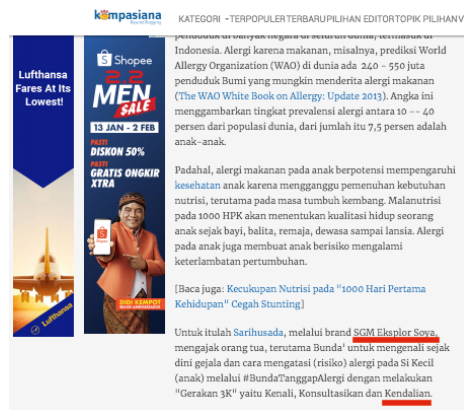 kompasiana
Beyond Blogging
KATEGORI TERPOPULER TERBARU PILIHAN EDITOR TOPIK PILIHAN V
Lufthansa
Fares At Its
Lowest!
Lufthansa
Shopee
2.2
MEN
SALE
13 JAN - 2 FEB
PASTI
DISKON 50%
PASTI
GRATIS ONGKIR
XTRA
DIDI KEMPOT
penduduk di banyak negara di seluruh dunia, termasuk di
Indonesia. Alergi karena makanan, misalnya, prediksi World
Allergy Organization (WAO) di dunia ada 240 - 550 juta
penduduk Bumi yang mungkin menderita alergi makanan
(The WAO White Book on Allergy: Update 2013). Angka ini
menggambarkan tingkat prevalensi alergi antara 10 -- 40
persen dari populasi dunia, dari jumlah itu 7,5 persen adalah
anak-anak.
Padahal, alergi makanan pada anak berpotensi mempengaruhi
kesehatan anak karena mengganggu pemenuhan kebutuhan
nutrisi, terutama pada masa tumbuh kembang. Malanutrisi
pada 1000 HPK akan menentukan kualitasi hidup seorang
anak sejak bayi, balita, remaja, dewasa sampai lansia. Alergi
pada anak juga membuat anak berisiko mengalami
keterlambatan pertumbuhan.
[Baca juga: Kecukupan Nutrisi pada "1000 Hari Pertama
Kehidupan" Cegah Stunting]
Untuk itulah Sarihusada, melalui brand SGM Eksplor Soya,
mengajak orang tua, terutama Bunda' untuk mengenali sejak
dini gejala dan cara mengatasi (risiko) alergi pada Si Kecil
(anak) melalui #BundaTanggapAlergi dengan melakukan
"Gerakan 3K" yaitu Kenali, Konsultasikan dan Kendalian.